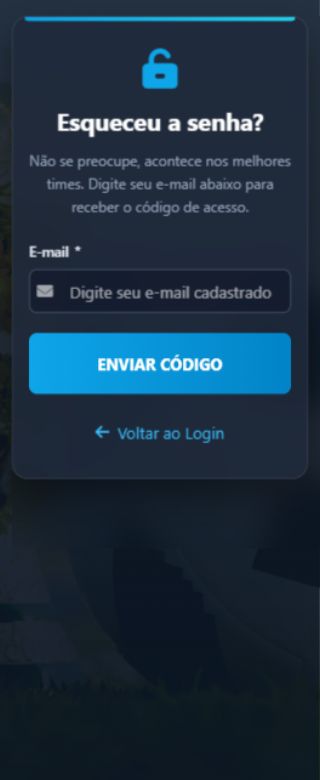 Esqueceu a senha?
Não se preocupe, acontece nos melhores
times. Digite seu e-mail abaixo para
receber o código de acesso.
E-mail *
Digite seu e-mail cadastrado
ENVIAR CÓDIGO
← Voltar ao Login